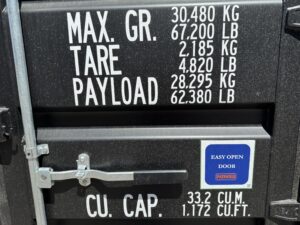 MAX. GR. 30.480 KG
67.200 LB
TARE 2.185 KG
4.820 LB
PAYLOAD 28.295 KG
62.380 LB
EASY OPEN
DOOR
CU. CAP. 33.2 CU.M.
1.172 CU.FT.